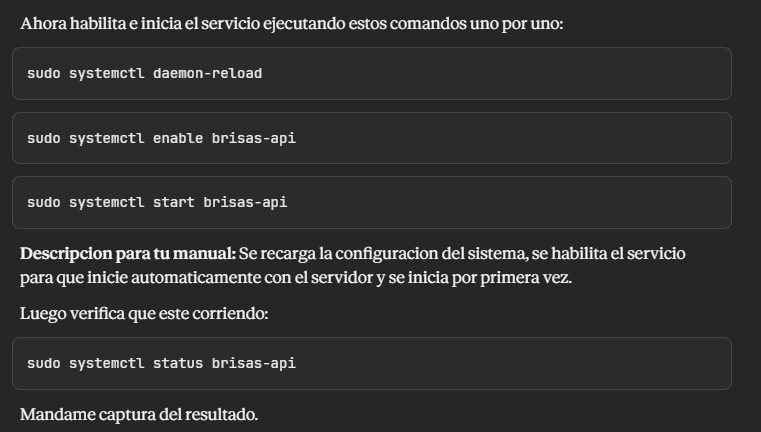 Ahora habilita e inicia el servicio ejecutando estos comandos uno por uno:
sudo systemctl daemon-reload
sudo systemctl enable brisas-api
sudo systemctl start brisas-api
Descripcion para tu manual: Se recarga la configuracion del sistema, se habilita el servicio
para que inicie automaticamente con el servidor y se inicia por primera vez.
Luego verifica que este corriendo:
sudo systemctl status brisas-api
Mandame captura del resultado.